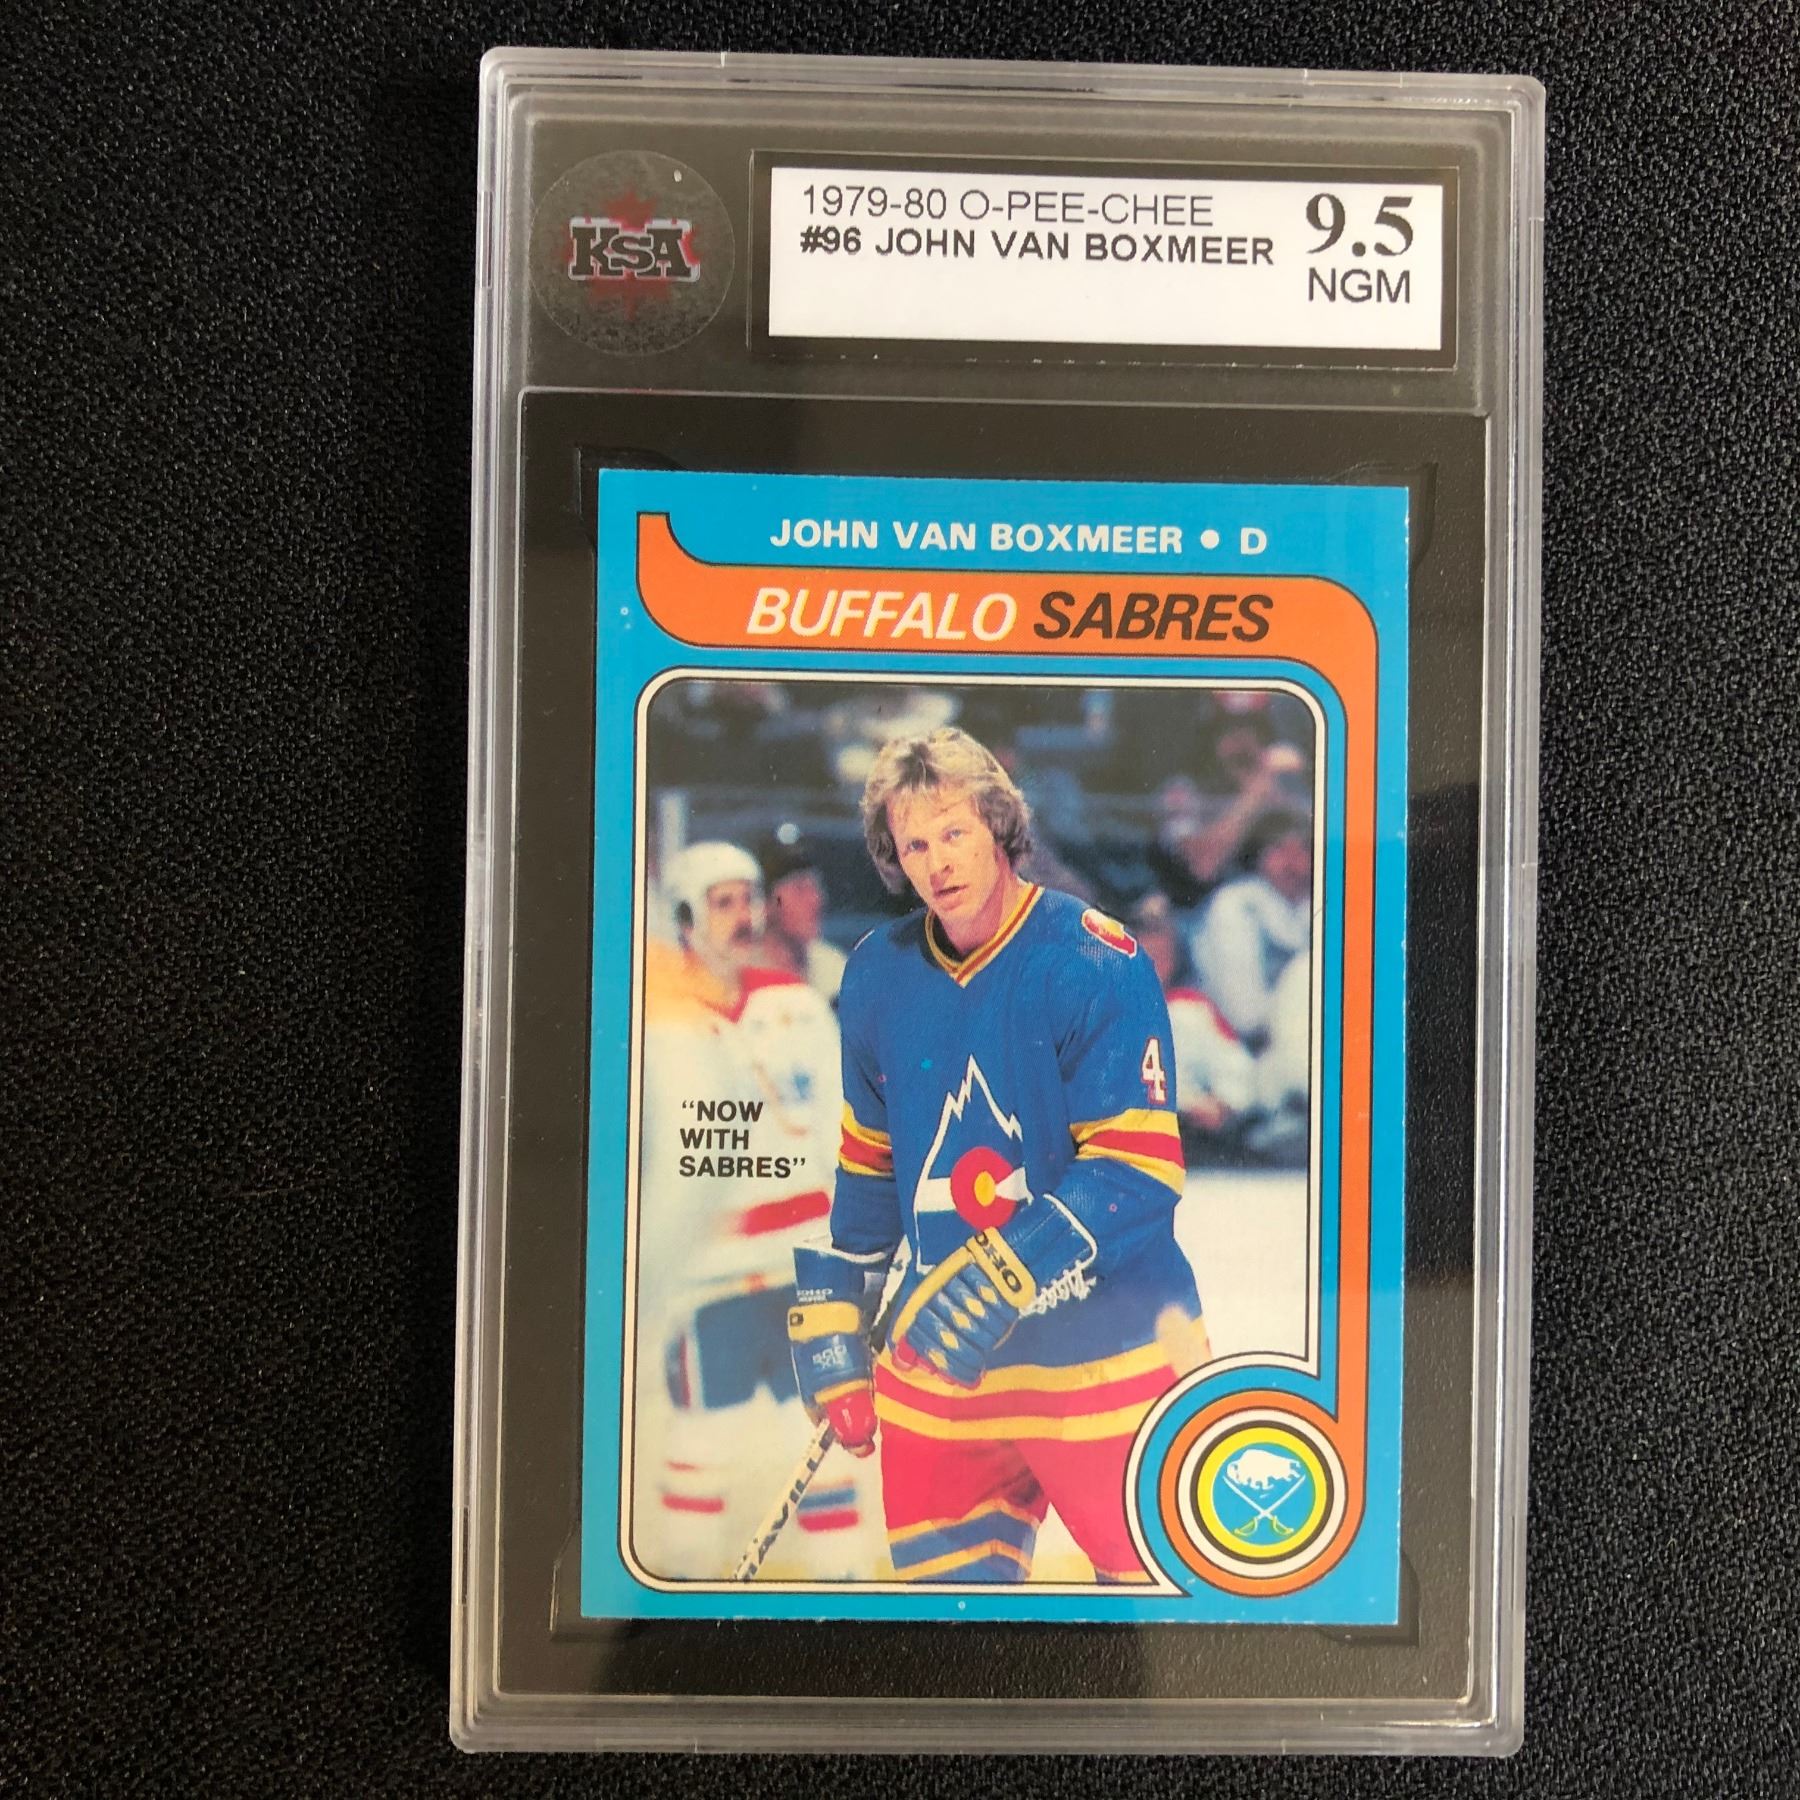 KSA
1979-80 O-PEE-CHEE
#96 JOHN VAN BOXMEER
9.5
NGM
JOHN VAN BOXMEER • D
BUFFALO SABRES
4
"NOW
WITH
SABRES"